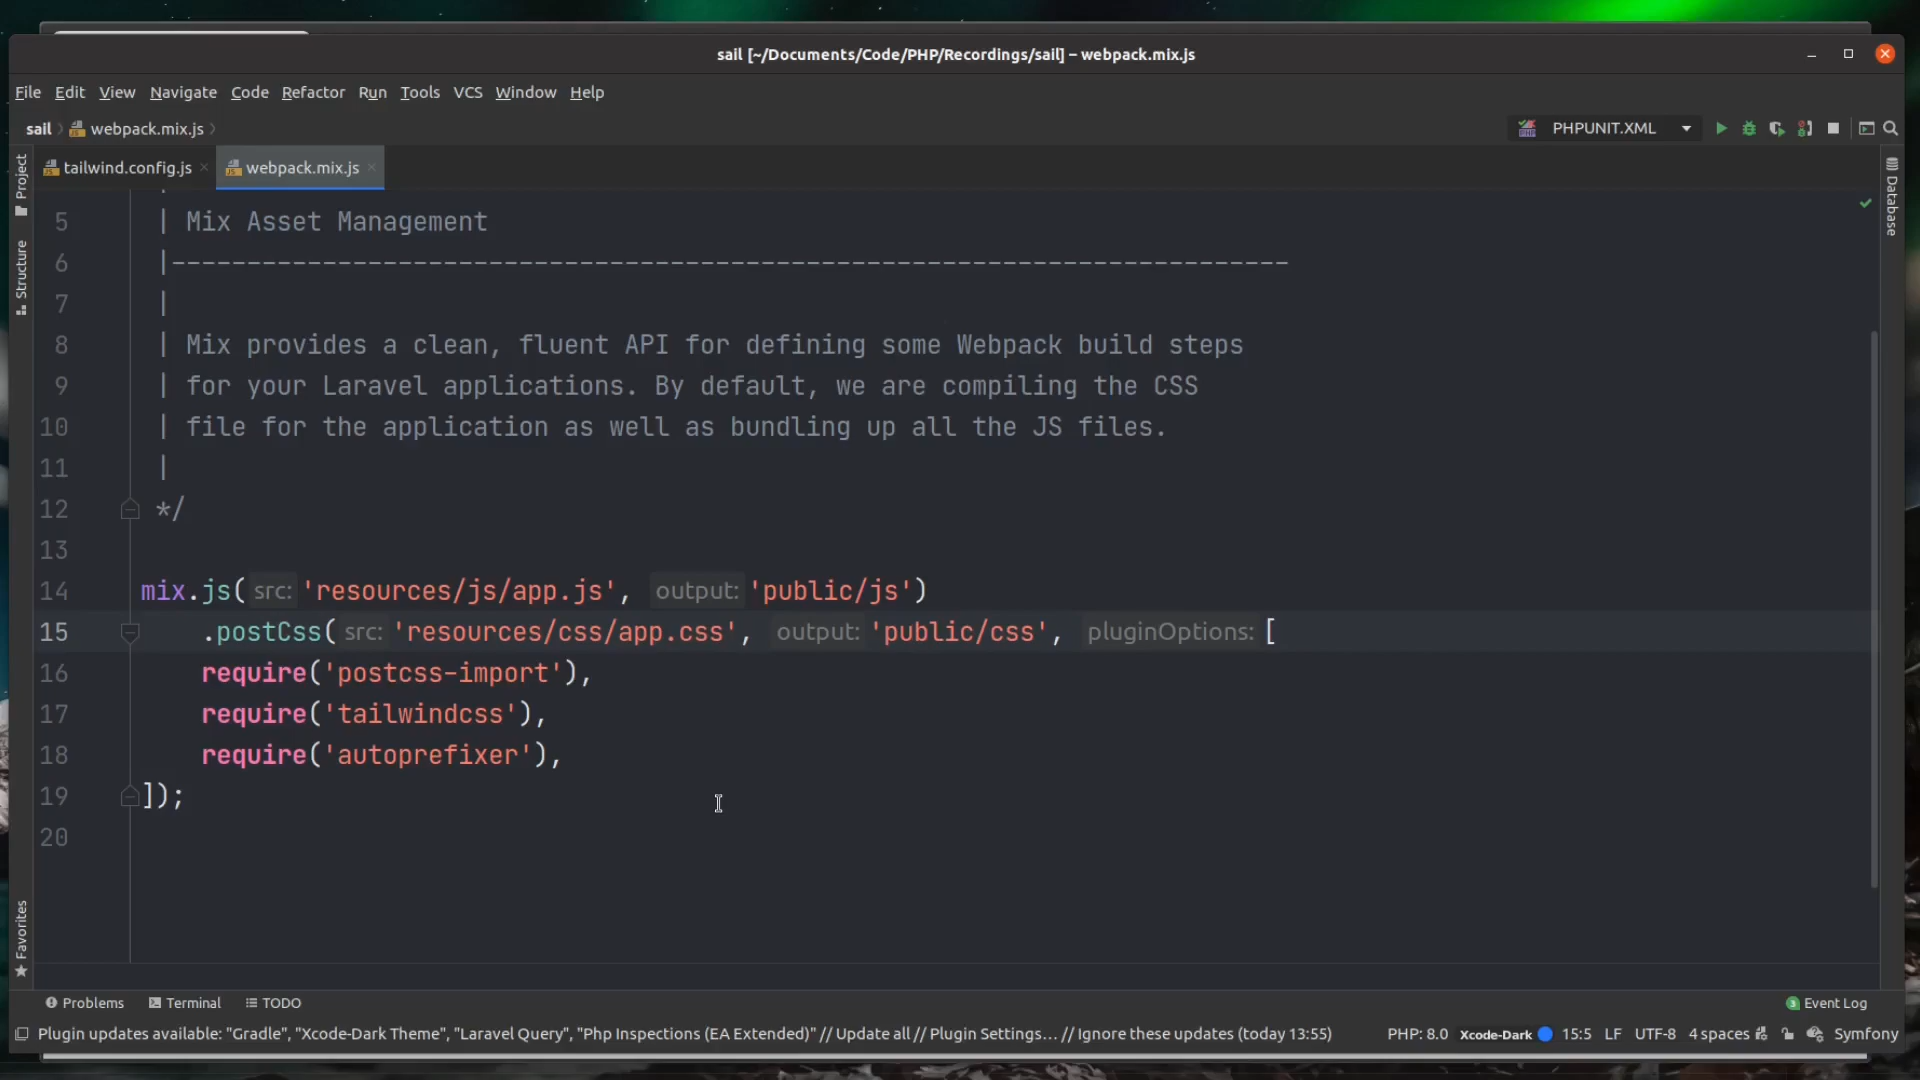 sail [~/Documents/Code/PHP/Recordings/sail] – webpack.mix.js
File Edit View Navigate Code Refactor Run Tools VCS Window Help
sail webpack.mix.js
PHPUNIT.XML
tailwind.config.js webpack.mix.js
Project
Structure
Favorites
Database
5 | Mix Asset Management
6 |--------------------------------------------------------------------------
7 |
8 | Mix provides a clean, fluent API for defining some Webpack build steps
9 | for your Laravel applications. By default, we are compiling the CSS
10 | file for the application as well as bundling up all the JS files.
11 |
12 */
13
14 mix.js( src: 'resources/js/app.js', output: 'public/js')
15 .postCss( src: 'resources/css/app.css', output: 'public/css', pluginOptions: [
16 require('postcss-import'),
17 require('tailwindcss'),
18 require('autoprefixer'),
19 ]);
20
Problems Terminal TODO
3 Event Log
Plugin updates available: "Gradle", "Xcode-Dark Theme", "Laravel Query", "Php Inspections (EA Extended)" // Update all // Plugin Settings... // Ignore these updates (today 13:55)
PHP: 8.0 Xcode-Dark 15:5 LF UTF-8 4 spaces Symfony